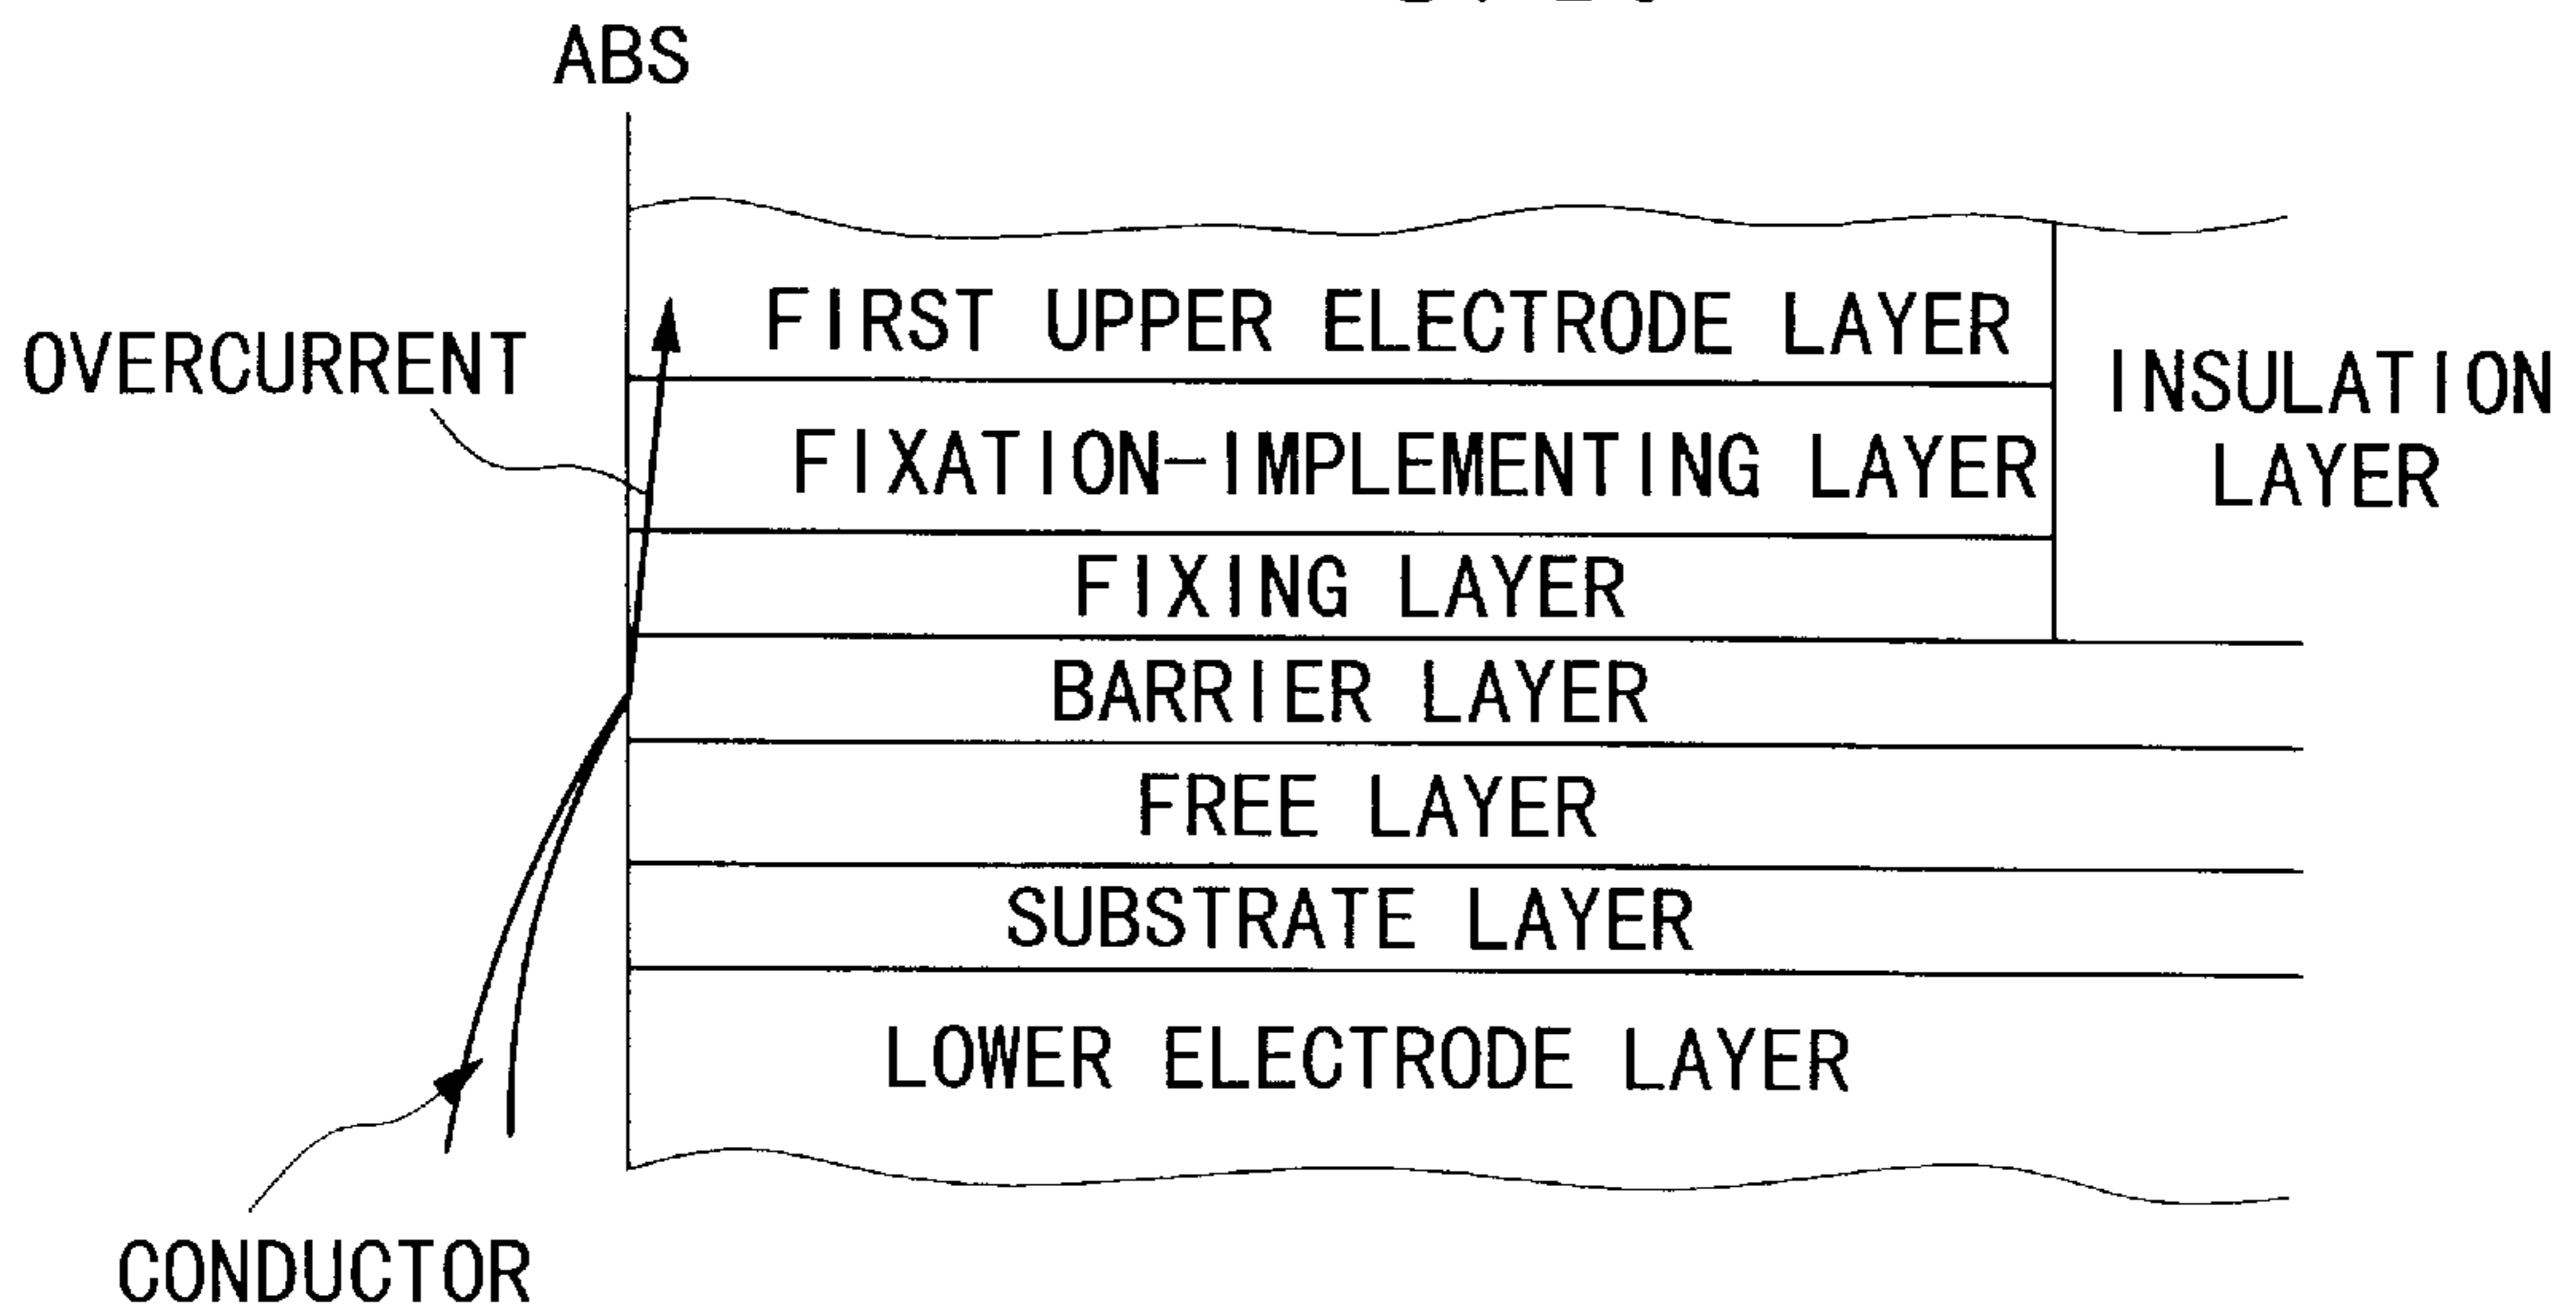 ABS
FIRST UPPER ELECTRODE LAYER
OVERCURRENT
INSULATION
LAYER
FIXATION-IMPLEMENTING LAYER
FIXING LAYER
BARRIER LAYER
FREE LAYER
SUBSTRATE LAYER
LOWER ELECTRODE LAYER
CONDUCTOR